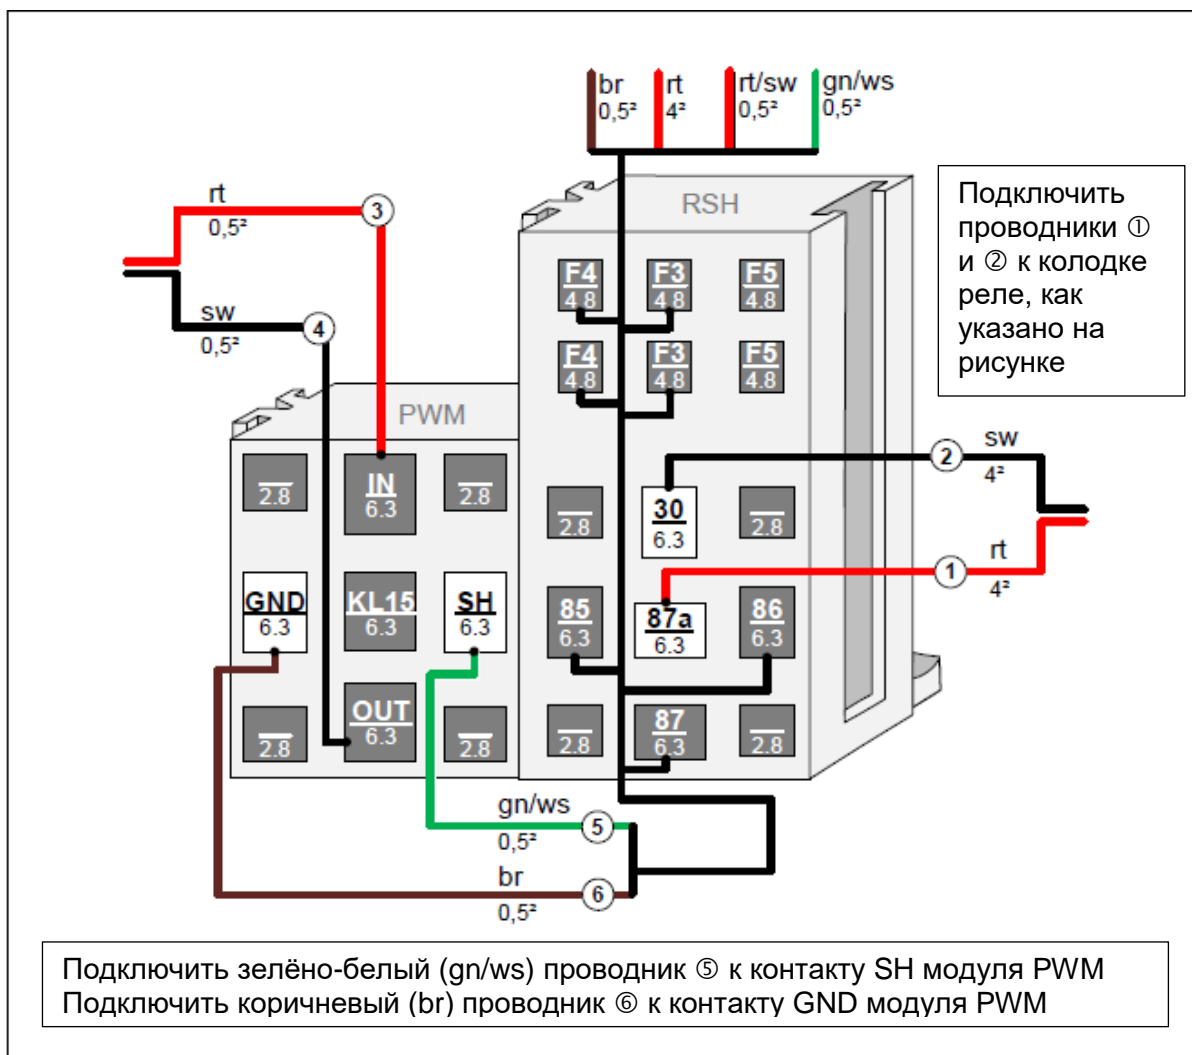 br rt rt/sw gn/ws
0,5² 4² 0,5² 0,5²
Подключить
проводники ①
и ② к колодке
реле, как
указано на
рисунке
rt
0,5²
3
sw
0,5²
4
RSH
F4 F3 F5
4.8 4.8 4.8
F4 F3 F5
4.8 4.8 4.8
PWM
2.8 IN 6.3 2.8
GND KL15 SH
6.3 6.3 6.3
2.8 OUT 6.3 2.8
2.8 30 6.3 2.8
85 87a 86
6.3 6.3 6.3
2.8 87 6.3 2.8
2
sw
4²
1
rt
4²
gn/ws
0,5²
5
br
0,5²
6
Подключить зелёно-белый (gn/ws) проводник ⑤ к контакту SH модуля PWM
Подключить коричневый (br) проводник ⑥ к контакту GND модуля PWM